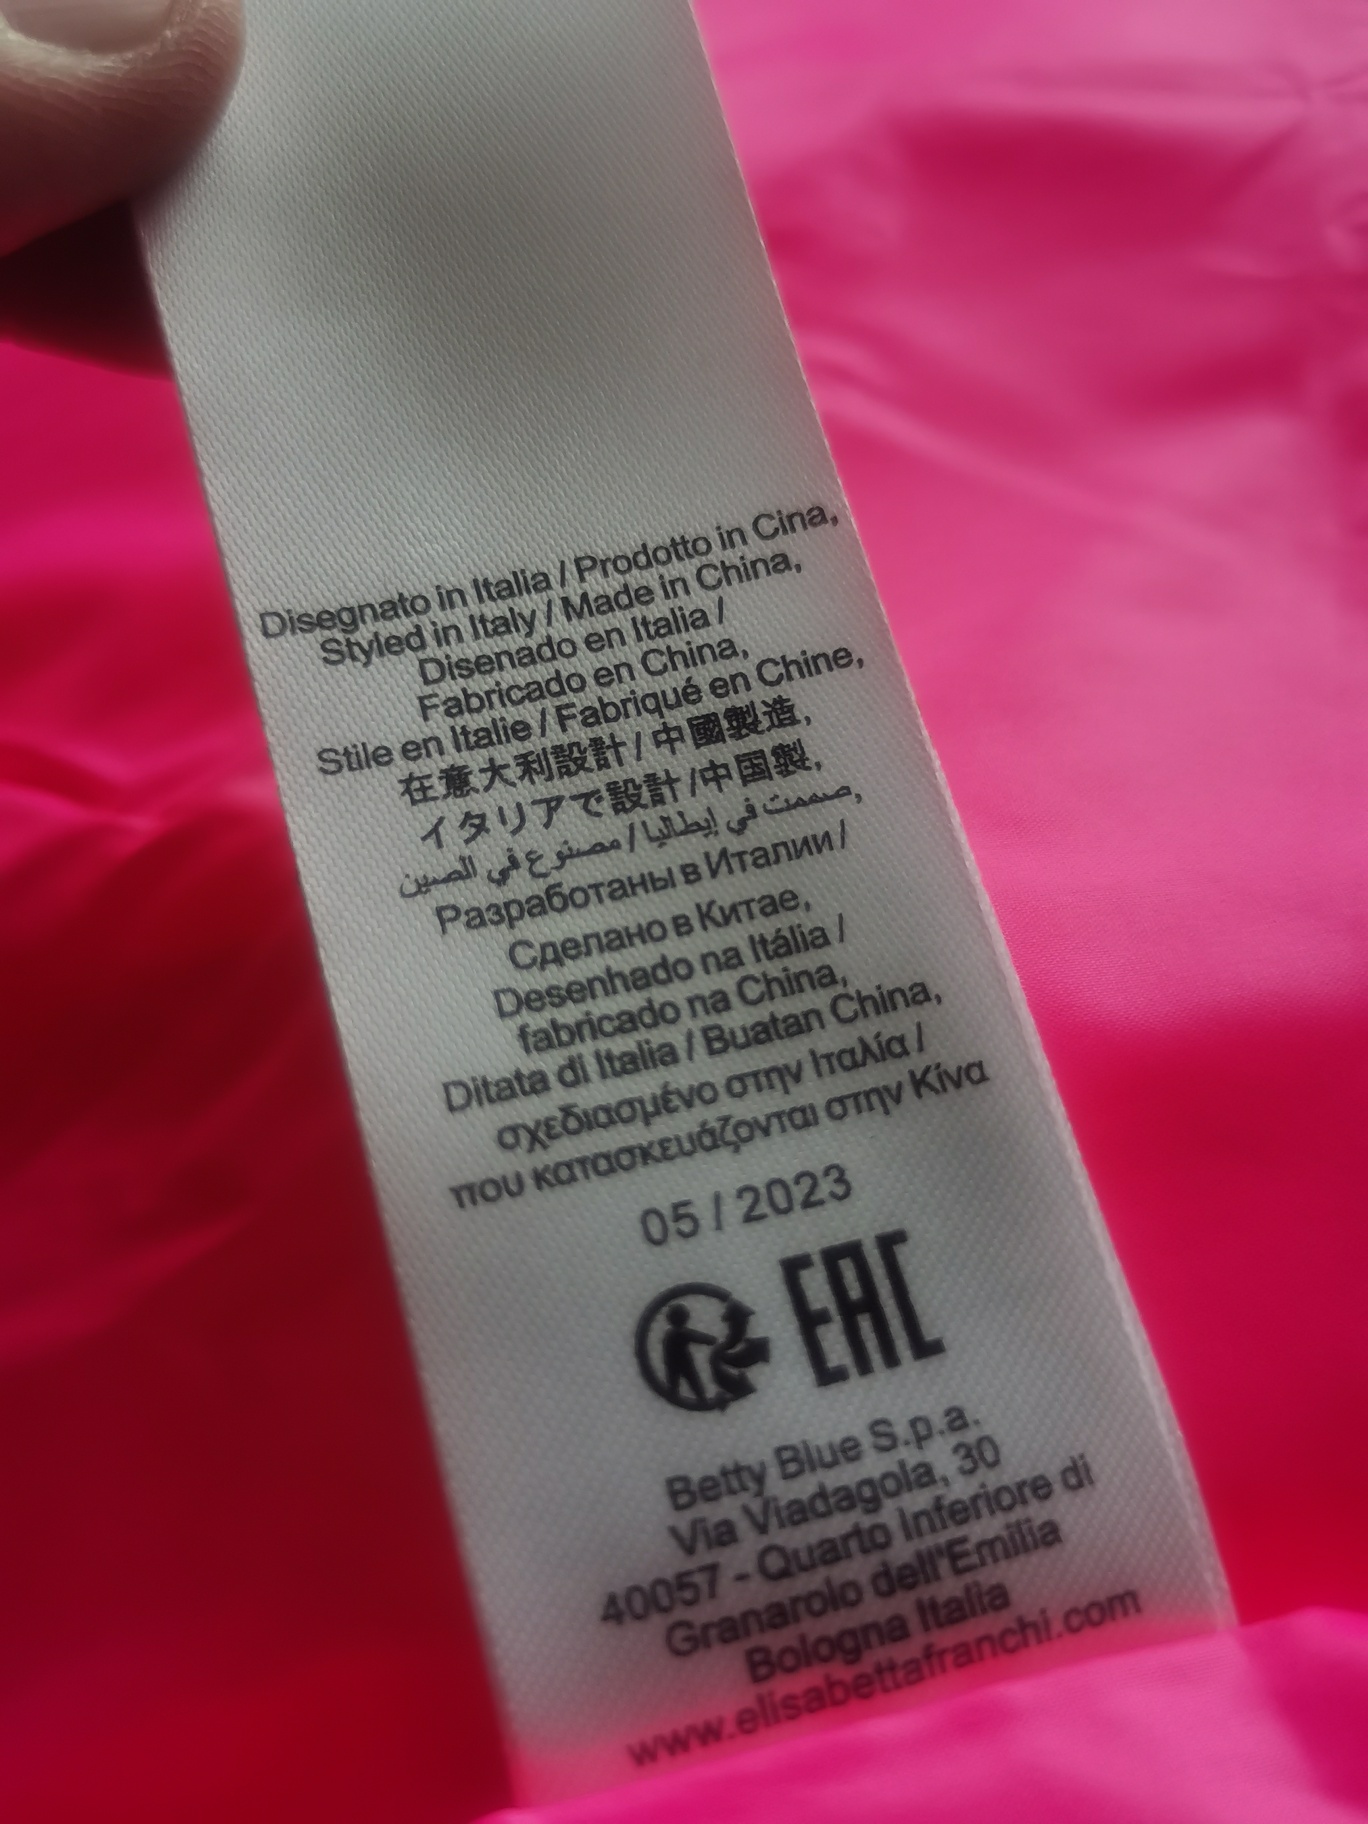 Disegnato in Italia / Prodotto in Cina,
Styled in Italy / Made in China,
Disenado en Italia /
Fabricado en China,
Stile en Italie / Fabriqué en Chine,
在意大利設計 / 中國製造,
イタリアで設計 /中国製,
صممت في إيطاليا / مصنوع في الصين,
Разработаны в Италии /
Сделано в Китае,
Desenhado na Itália /
fabricado na China,
Ditata di Italia / Buatan China,
σχεδιασμένο στην Ιταλία /
που κατασκευάζονται στην Κίνα
05 / 2023
EAC
Betty Blue S.p.a.
Via Viadagola, 30
40057 - Quarto Inferiore di
Granarolo dell'Emilia
Bologna Italia
www.elisabettafranchi.com